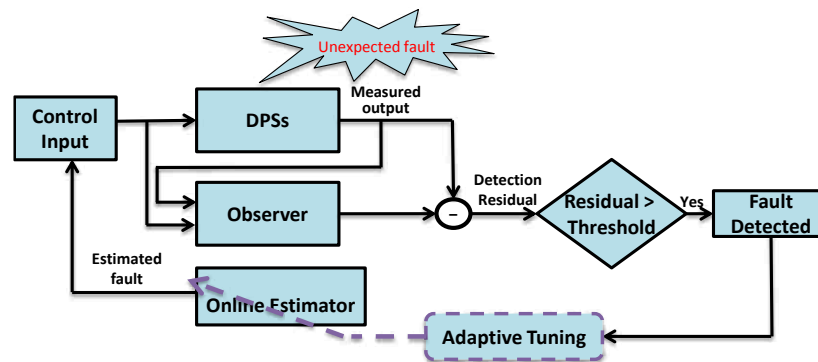 Unexpected fault
Measured
output
Control
Input
DPSs
Observer
−
Detection
Residual
Residual >
Threshold
Yes
Fault
Detected
Estimated
fault
Online Estimator
Adaptive Tuning